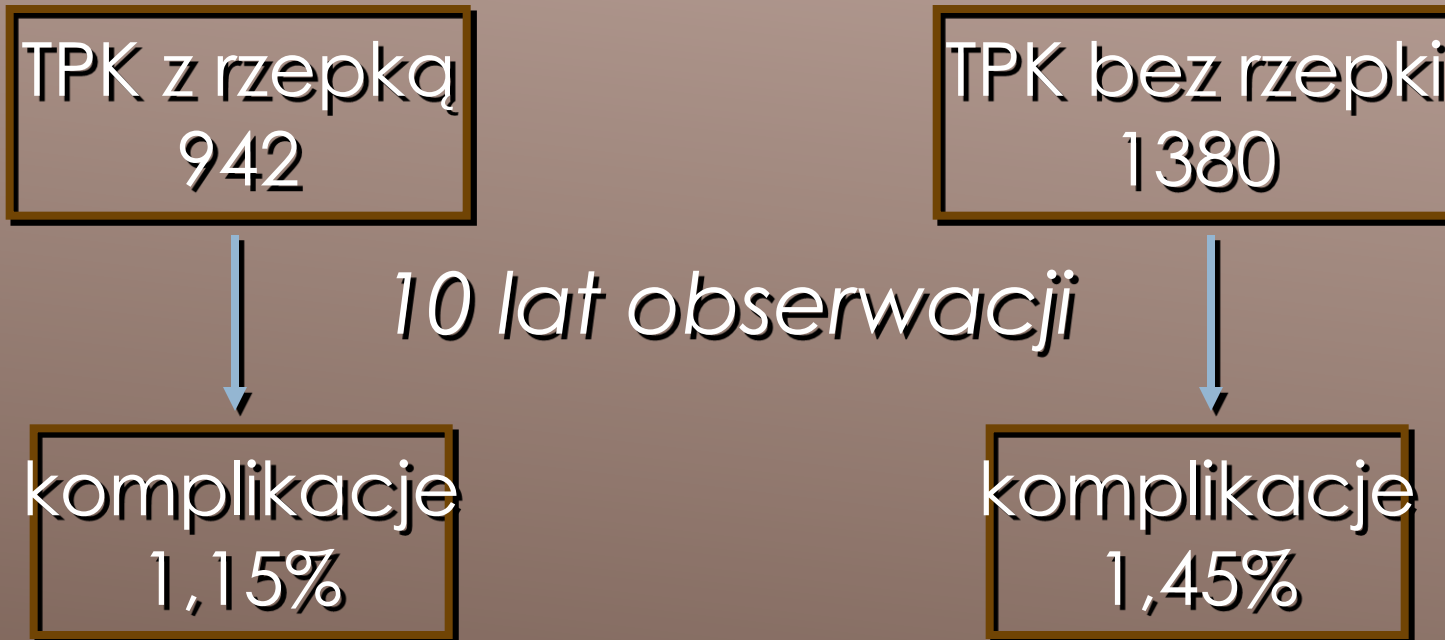 TPK z rzepką
942
TPK bez rzepki
1380
10 lat obserwacji
komplikacje
1,15%
komplikacje
1,45%